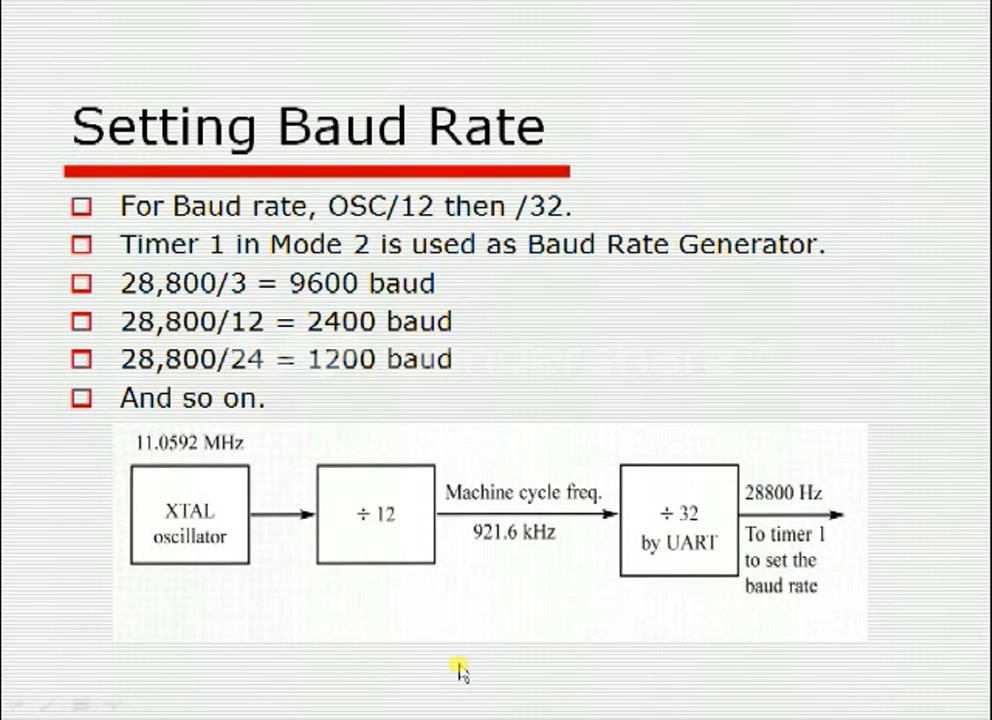 Setting Baud Rate
For Baud rate, OSC/12 then /32.
Timer 1 in Mode 2 is used as Baud Rate Generator.
28,800/3 = 9600 baud
28,800/12 = 2400 baud
28,800/24 = 1200 baud
And so on.
11.0592 MHz
XTAL
oscillator
÷ 12
Machine cycle freq.
921.6 kHz
÷ 32
by UART
28800 Hz
To timer 1
to set the
baud rate